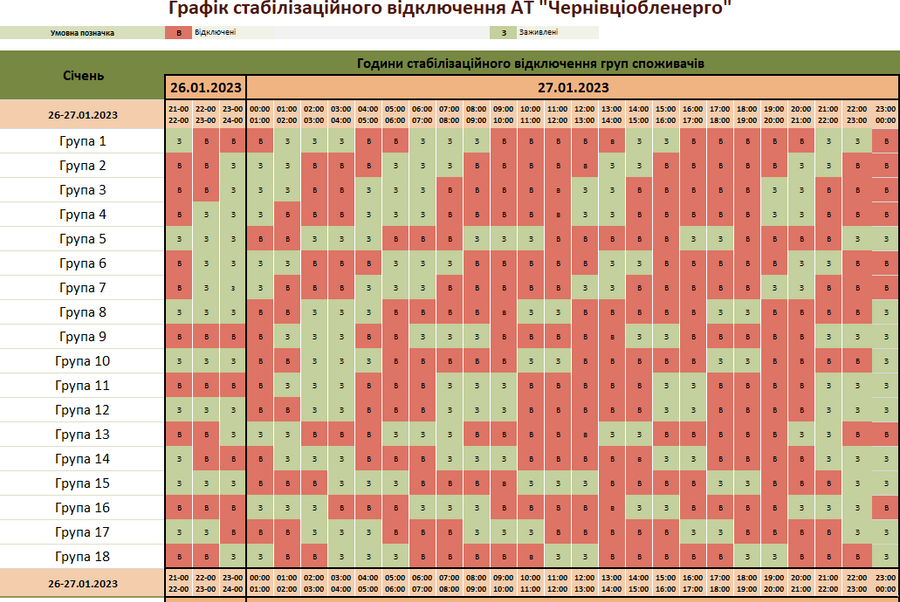 Графік стабілізаційного відключення АТ "Чернівціобленерго"
Умовна позначка В Відключені З Заживлені
Січень Години стабілізаційного відключення груп споживачів
26.01.2023 27.01.2023
26-27.01.2023 21-00 22-00 23-00 00:00 01:00 02:00 03:00 04:00 05:00 06:00 07:00 08:00 09:00 10:00 11:00 12:00 13:00 14:00 15:00 16:00 17:00 18:00 19:00 20:00 21:00 22:00 23:00
22-00 23-00 24-00 01:00 02:00 03:00 04:00 05:00 06:00 07:00 08:00 09:00 10:00 11:00 12:00 13:00 14:00 15:00 16:00 17:00 18:00 19:00 20:00 21:00 22:00 23:00 00:00
Група 1 З В В В З З З В В З З З В В В В В З З В В В В В З З В
Група 2 В В З З З В В В З З З В В В В В З З В В В В В З З В В
Група 3 В В З З З В В З З З В В В В В З З В В В В В З З В В В
Група 4 В З З З В В В З З З В В В В В З З В В В В В З З В В В
Група 5 З З З В В З З З В В В З З З В В В В В З З В В В В З З
Група 6 В З З З З В В В З З З В В В В В З З В В В В В З З В В
Група 7 В З З З В В В З З З В В В В В З З В В В В В З З В В В
Група 8 З З З В В З З З В В В В В З З В В В В В З З В В В В З
Група 9 В В В В З З З В В З З З В В В В В З З В В В В В З З З
Група 10 З З З В В З З З В В В В В З З В В В В В З З В В В В З
Група 11 В В В В З З З В В В З З З В В В В В З З В В В В З З З
Група 12 З З З В В З З В В В З З З В В В В В З З В В В В З З З
Група 13 В В З З З В В В З З З В В В В В З З В В В В В З З В В
Група 14 З В В В З З З В В В З З З В В В В В З З В В В В З З З
Група 15 З З З В В В З З З В В В В З З З В В В В З З В В В З З
Група 16 В В В З З З В В В З З З В В В В В З З В В В В З З З В
Група 17 З З В В В З З З В В В З З З В В В В В З З В В В В З З
Група 18 В В З З В В З З З В В В В В З З В В В В В З З В В В З
26-27.01.2023 21-00 22-00 23-00 00:00 01:00 02:00 03:00 04:00 05:00 06:00 07:00 08:00 09:00 10:00 11:00 12:00 13:00 14:00 15:00 16:00 17:00 18:00 19:00 20:00 21:00 22:00 23:00
22-00 23-00 24-00 01:00 02:00 03:00 04:00 05:00 06:00 07:00 08:00 09:00 10:00 11:00 12:00 13:00 14:00 15:00 16:00 17:00 18:00 19:00 20:00 21:00 22:00 23:00 00:00